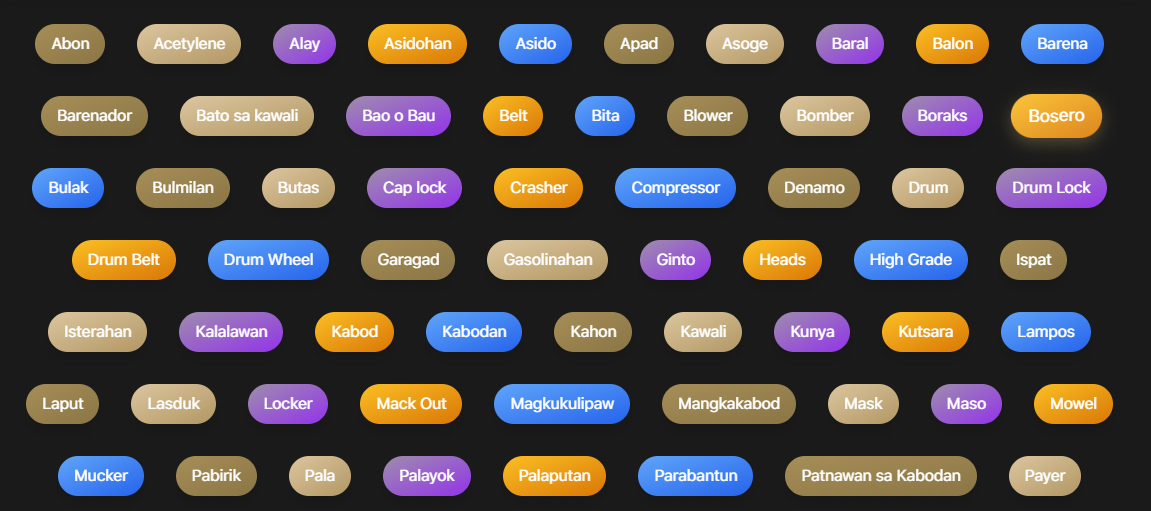 Abon Acetylene Alay Asidohan Asido Apad Asoge Baral Balon Barena
Barenador Bato sa kawali Bao o Bau Belt Bita Blower Bomber Boraks Bosero
Bulak Bulmilan Butas Cap lock Crasher Compressor Denamo Drum Drum Lock
Drum Belt Drum Wheel Garagad Gasolinahan Ginto Heads High Grade Ispat
Isterahan Kalalawan Kabod Kabodan Kahon Kawali Kunya Kutsara Lampos
Laput Lasduk Locker Mack Out Magkukulipaw Mangkakabod Mask Maso Mowel
Mucker Pabirik Pala Palayok Palaputan Parabantun Patnawan sa Kabodan Payer